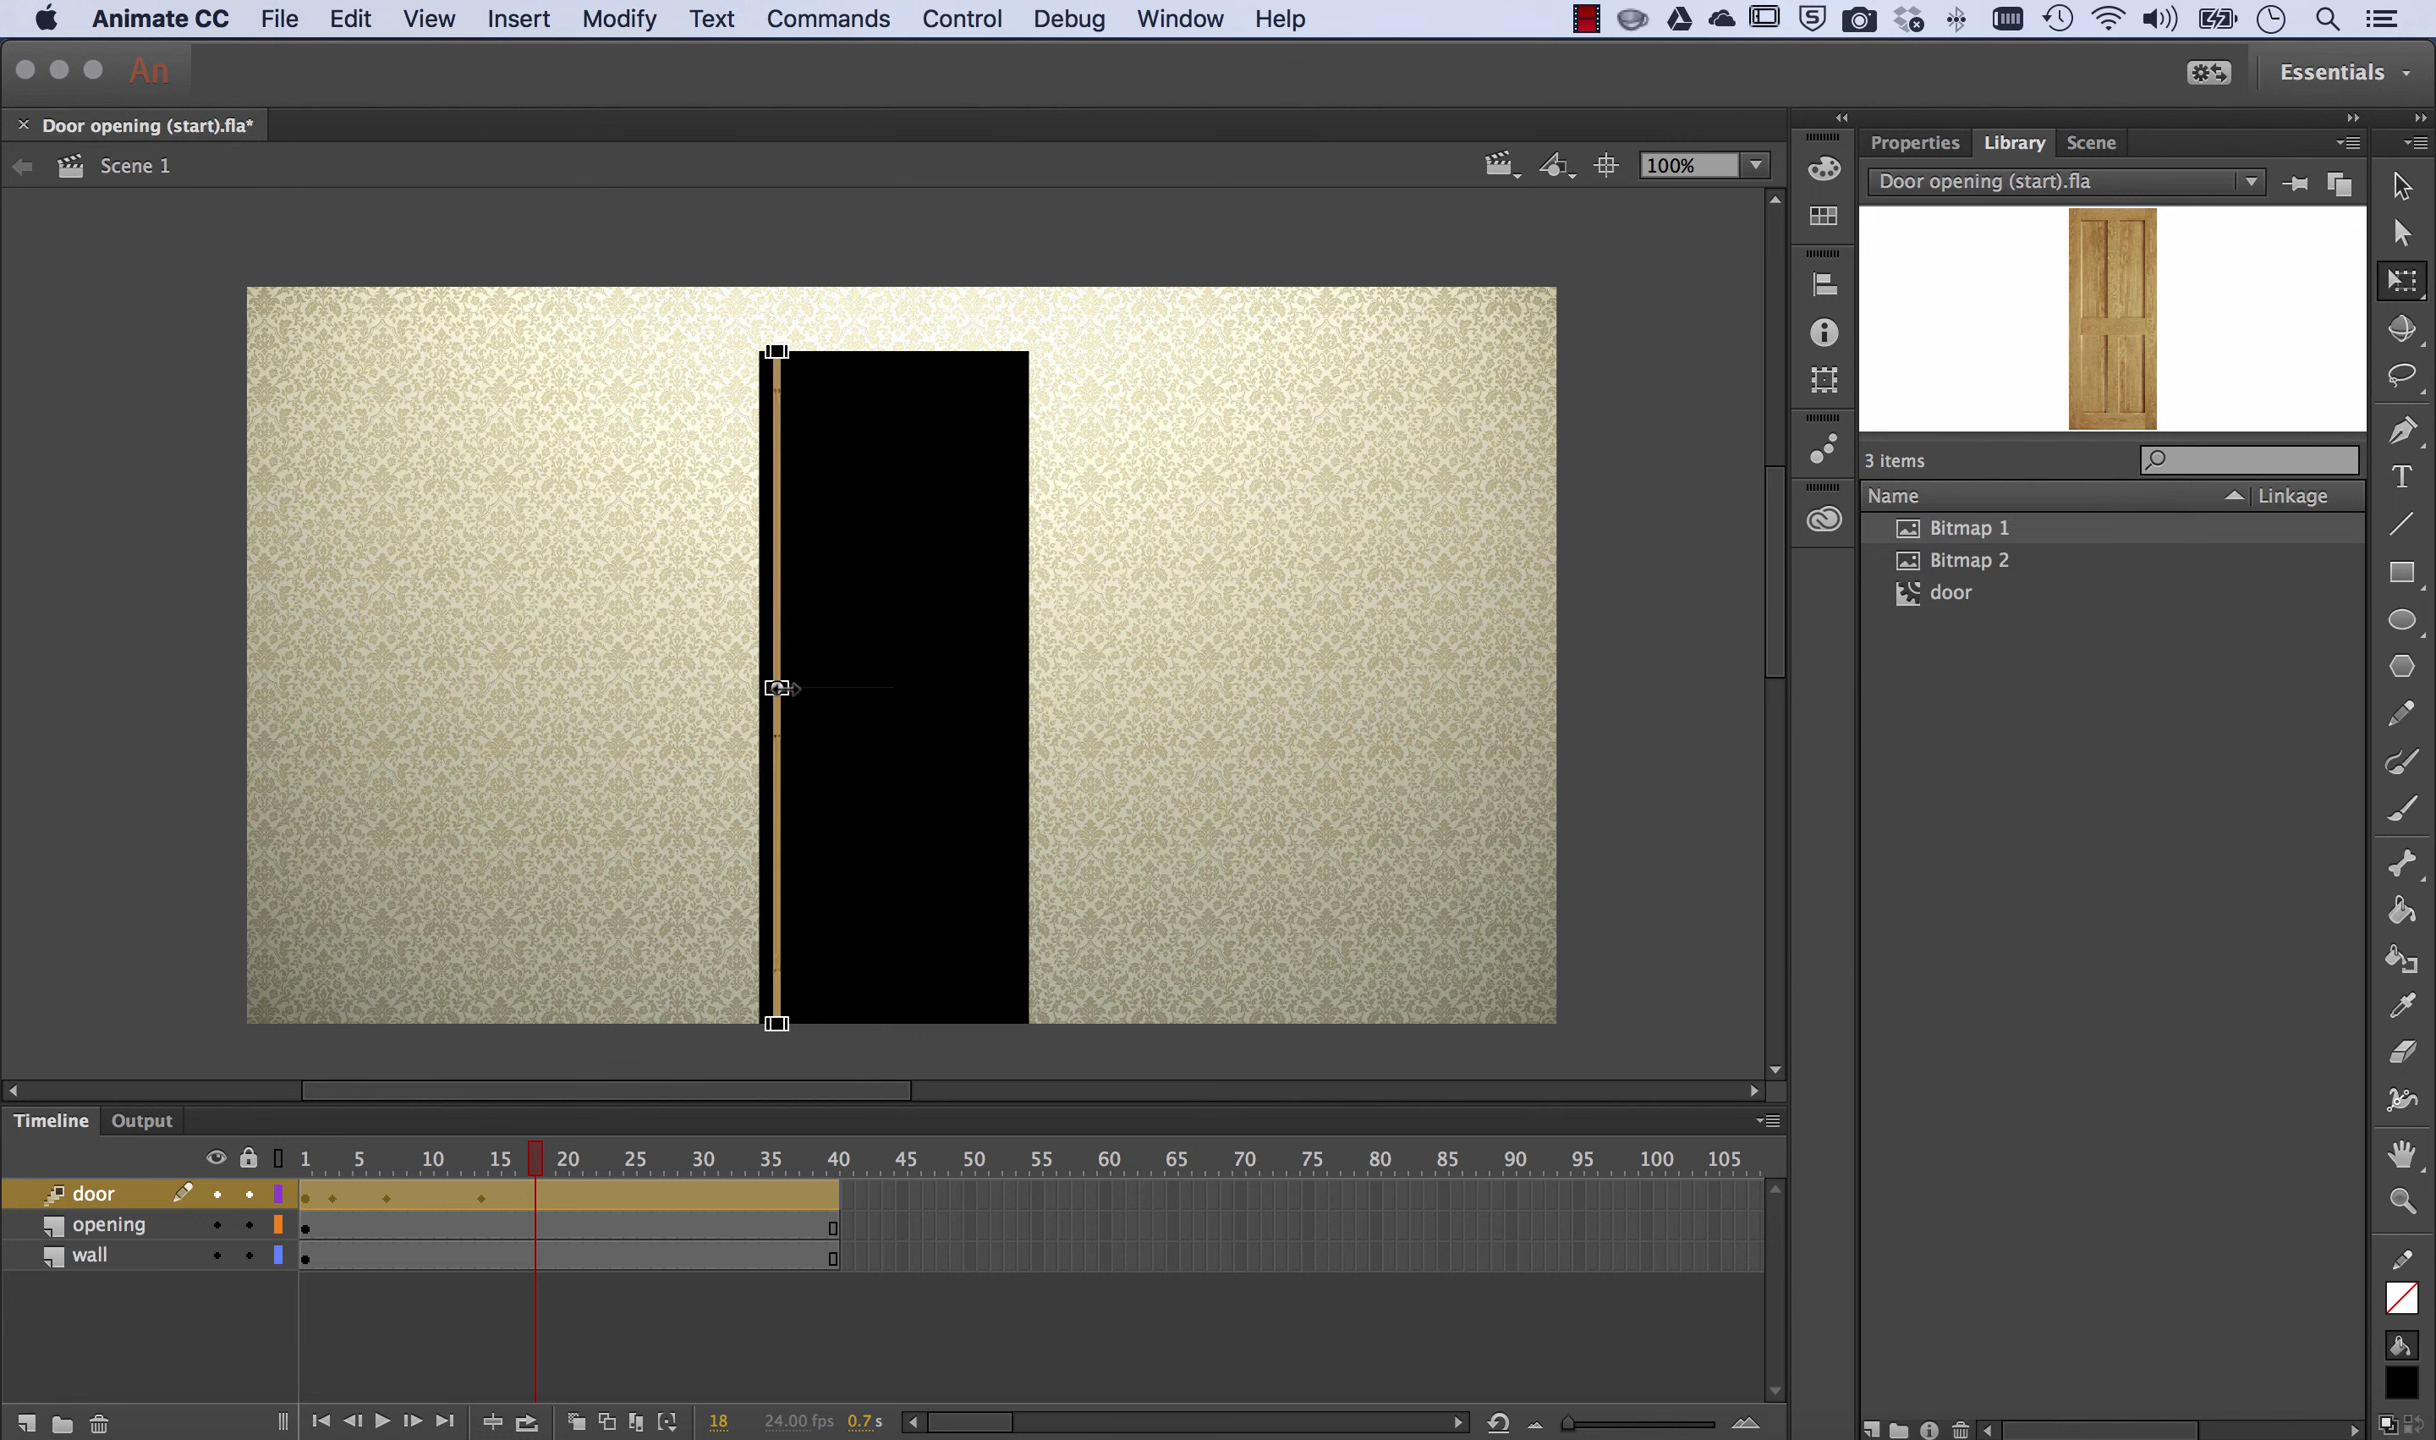 Animate CC File Edit View Insert Modify Text Commands Control Debug Window Help
An Essentials
Door opening (start).fla*
Scene 1 100%
Properties Library Scene
Door opening (start).fla
3 items
Name Linkage
Bitmap 1
Bitmap 2
door
T
Timeline Output
1 5 10 15 20 25 30 35 40 45 50 55 60 65 70 75 80 85 90 95 100 105
door
opening
wall
18 24.00 fps 0.7 s